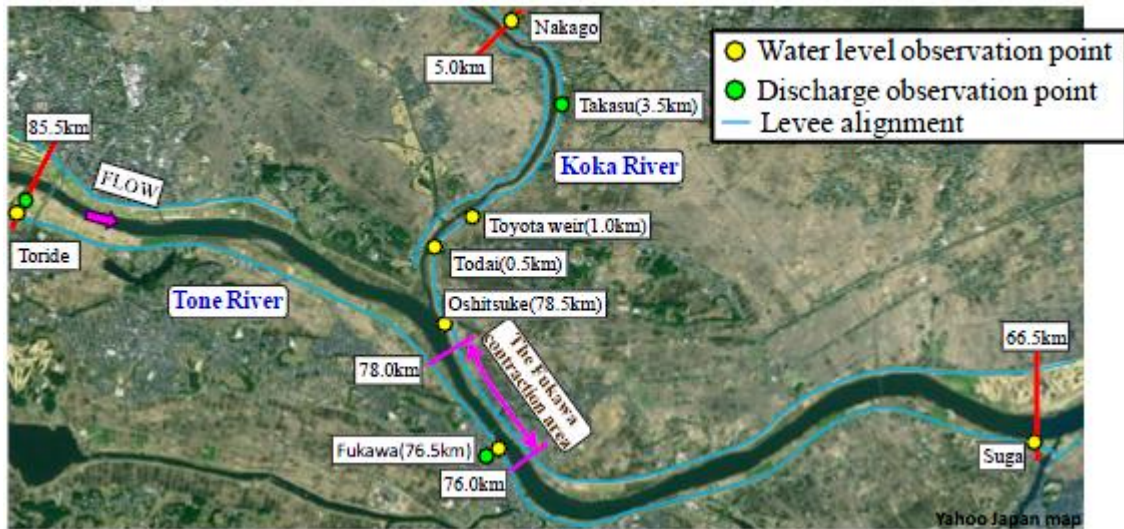 Nakago
5.0km
Water level observation point
Discharge observation point
Levee alignment
85.5km
Takasu(3.5km)
FLOW
Koka River
Toyota weir(1.0km)
Toride
Todai(0.5km)
Tone River
Oshitsuke(78.5km)
66.5km
The Fukawa
contraction area
78.0km
Fukawa(76.5km)
Suga
76.0km
Yahoo Japan map